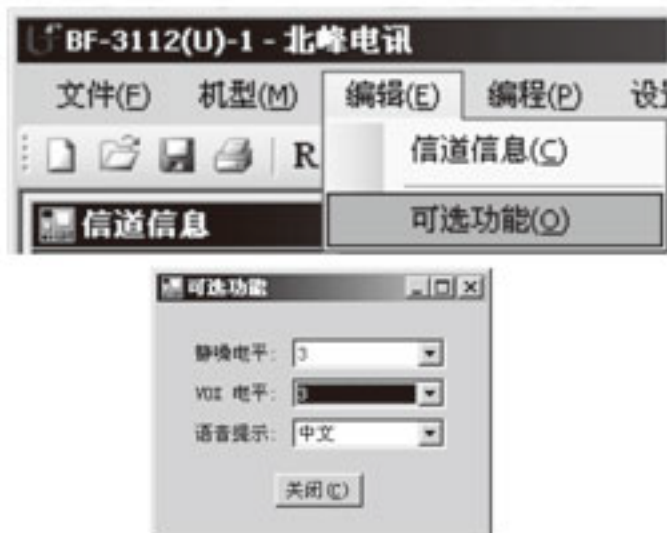 BF-3112(U)-1 - 北峰电讯
文件(F) 机型(M) 编辑(E) 编程(P) 设
R 信道信息(C)
信道信息 可选功能(O)
可选功能
静噪电平: 3
VOX 电平: 3
语音提示: 中文
关闭(C)